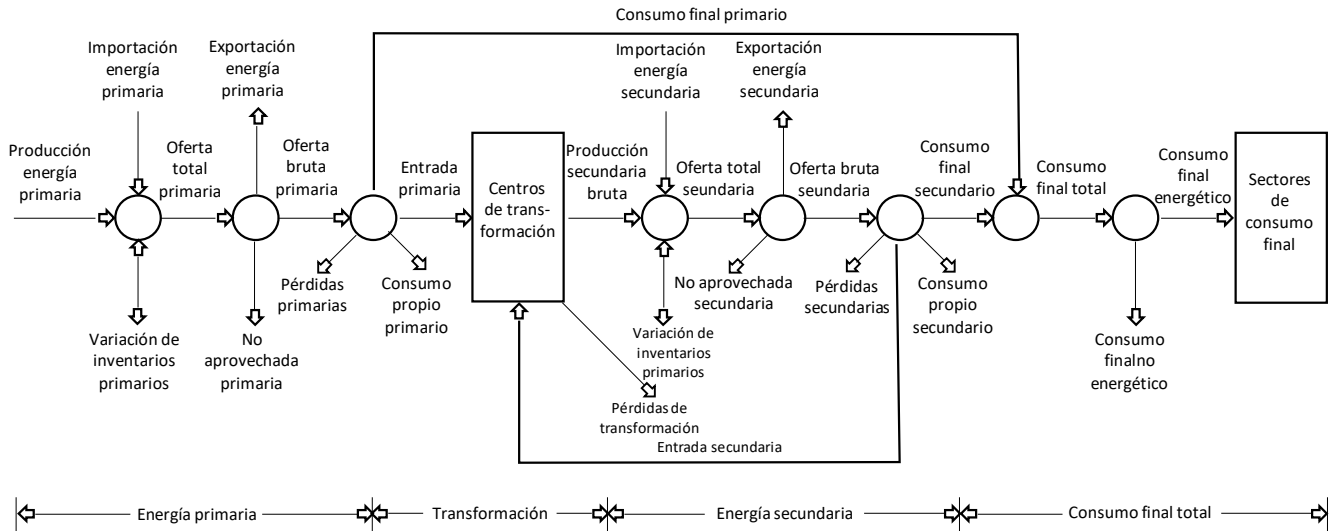 Consumo final primario
Importación
energía
primaria
Exportación
energía
primaria
Importación
energía
secundaria
Exportación
energía
secundaria
Producción
energía
primaria
Oferta
total
primaria
Oferta
bruta
primaria
Entrada
primaria
Centros
de trans-
formación
Producción
secundaria
bruta
Oferta total
seundaria
Oferta bruta
seundaria
Consumo
final
secundario
Consumo
final total
Consumo
final
energético
Sectores
de
consumo
final
Pérdidas
primarias
Consumo
propio
primario
No aprovechada
secundaria
Pérdidas
secundarias
Consumo
propio
secundario
Variación de
inventarios
primarios
No
aprovechada
primaria
Variación de
inventarios
primarios
Consumo
finalno
energético
Pérdidas de
transformación
Entrada secundaria
Energía primaria
Transformación
Energía secundaria
Consumo final total